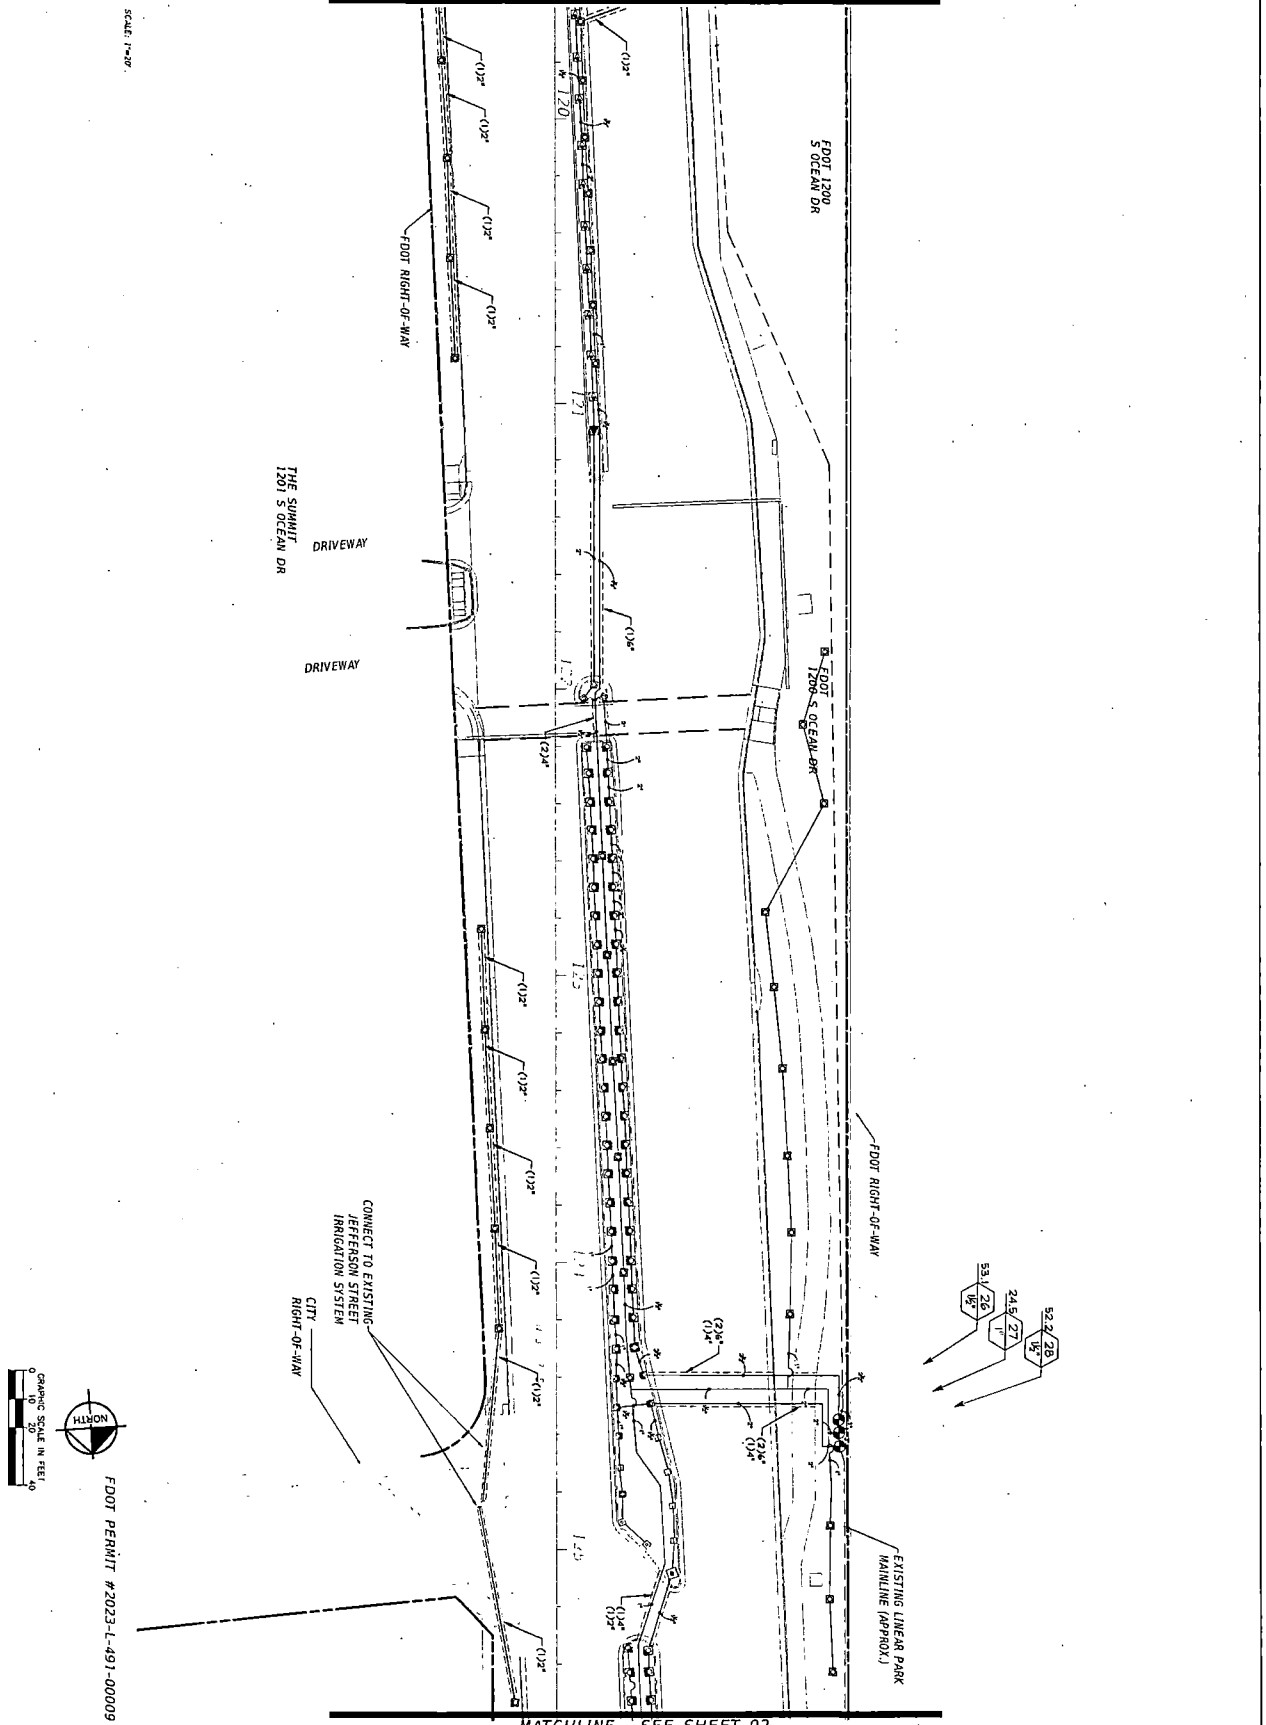 SCALE: 1"=20'
(1)2"
(1)2"
(1)2"
(1)2"
(1)2"
120
FDOT 1200
S OCEAN DR
FDOT RIGHT-OF-WAY
121
THE SUMMIT
1201 S OCEAN DR
DRIVEWAY
DRIVEWAY
(1)6"
(2)4"
FDOT
1200 S OCEAN DR
(1)2"
(1)2"
(1)2"
(1)2"
(1)2"
(1)2"
FDOT RIGHT-OF-WAY
CONNECT TO EXISTING
JEFFERSON STREET
IRRIGATION SYSTEM
CITY
RIGHT-OF-WAY
53.1 26 1½"
24.5 27 1"
52.2 28 1½"
(2)6"
(1)4"
(2)6"
(1)4"
(1)4"
(1)2"
EXISTING LINEAR PARK
MAINLINE (APPROX.)
NORTH
GRAPHIC SCALE IN FEET
0 10 20 40
FDOT PERMIT #2023-L-491-00009
MATCHLINE - SEE SHEET 02